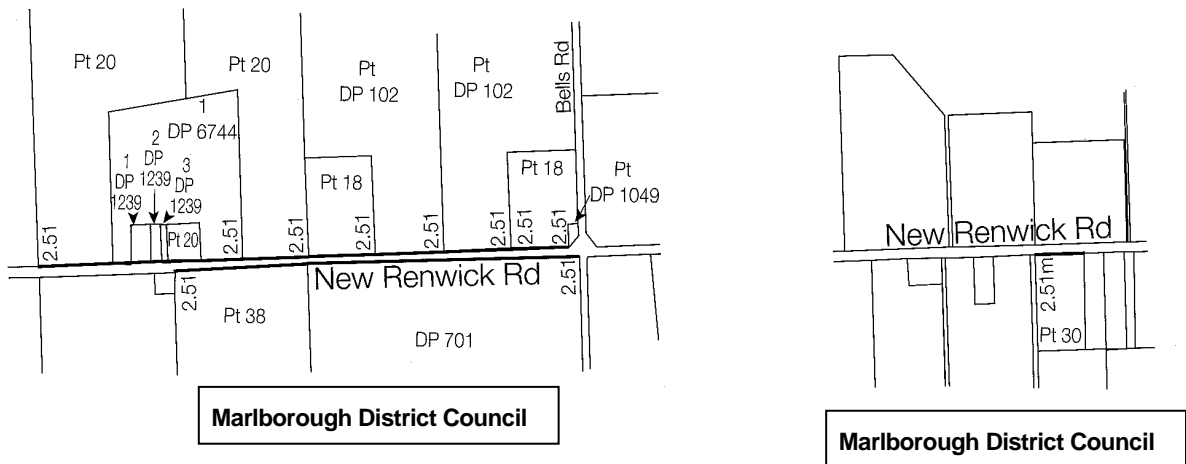 Pt 20
Pt 20
Pt
DP 102
Pt
DP 102
Bells Rd
1
DP 6744
2
DP
1239
1
DP
1239
3
DP
1239
Pt 20
Pt 18
Pt 18
Pt
DP 1049
2.51
2.51
2.51
2.51
2.51
2.51
2.51
New Renwick Rd
2.51
2.51
Pt 38
DP 701
Marlborough District Council
New Renwick Rd
2.51m
Pt 30
Marlborough District Council